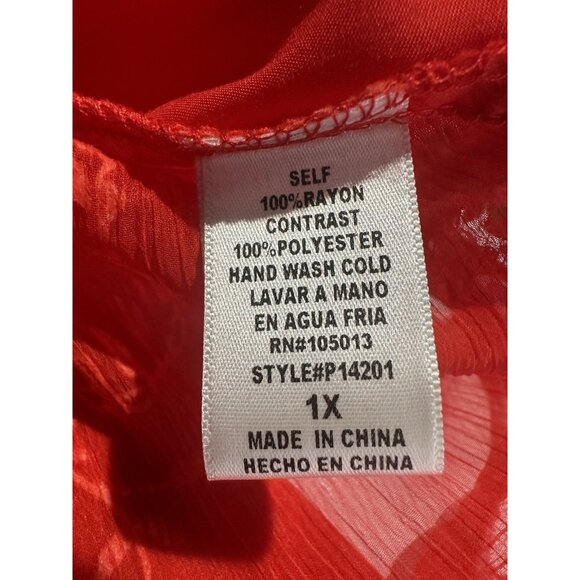 SELF
100%RAYON
CONTRAST
100%POLYESTER
HAND WASH COLD
LAVAR A MANO
EN AGUA FRIA
RN#105013
STYLE#P14201
1X
MADE IN CHINA
HECHO EN CHINA